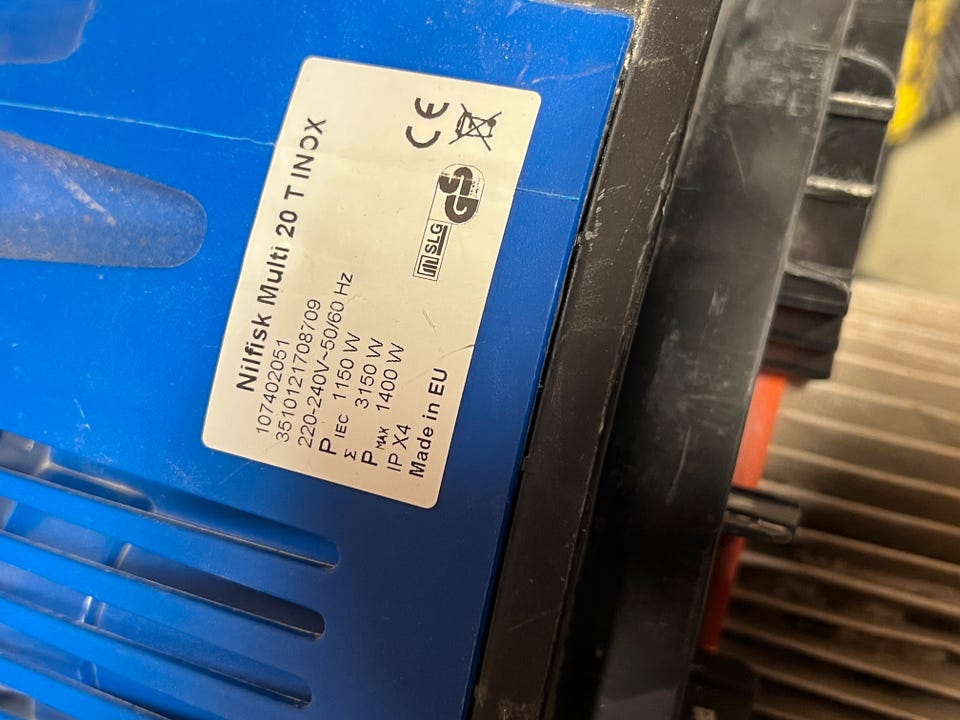 Nilfisk Multi 20 T INOX
107402051
3510121708709
220-240V~50/60 Hz
P IEC 1150 W
Σ 3150 W
P MAX 1400 W
IP X4
Made in EU
CE
SLG
GS